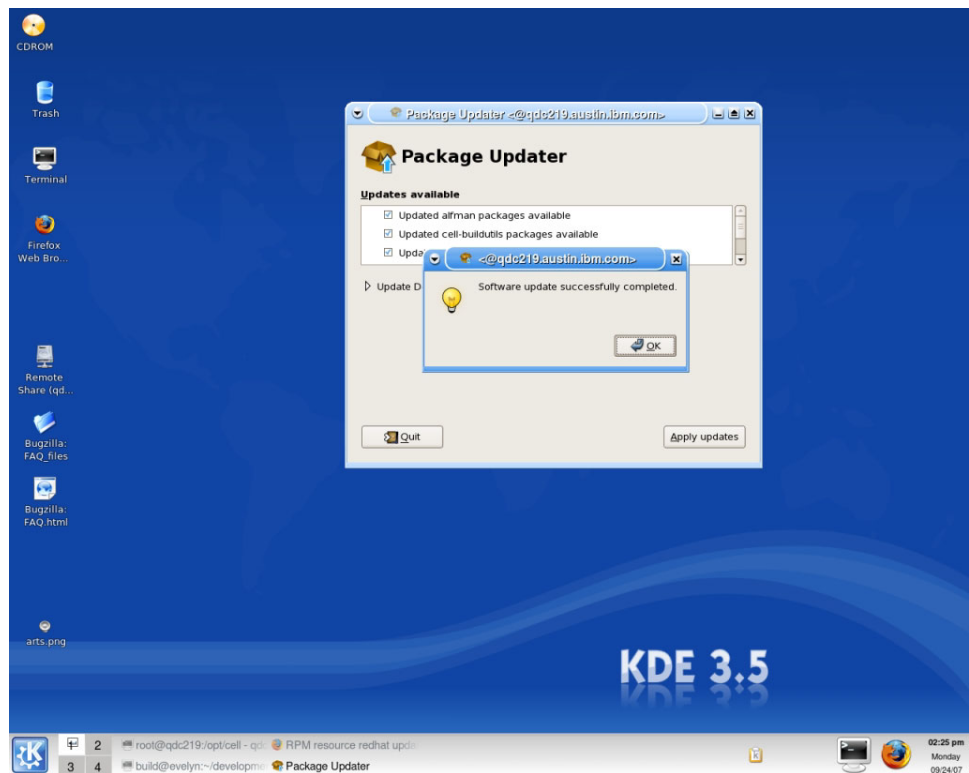 CDROM
Trash
Terminal
Firefox
Web Bro...
Remote
Share (qd...
Bugzilla:
FAQ_files
Bugzilla:
FAQ.html
arts.png
Package Updater <@qdc219.austin.ibm.com>
Package Updater
Updates available
Updated alfman packages available
Updated cell-buildutils packages available
Upda
Update D
<@qdc219.austin.ibm.com>
Software update successfully completed.
OK
Quit
Apply updates
KDE 3.5
2
3 4
root@qdc219:/opt/cell - qdc
RPM resource redhat upda
build@evelyn:~/developme
Package Updater
02:25 pm
Monday
09/24/07